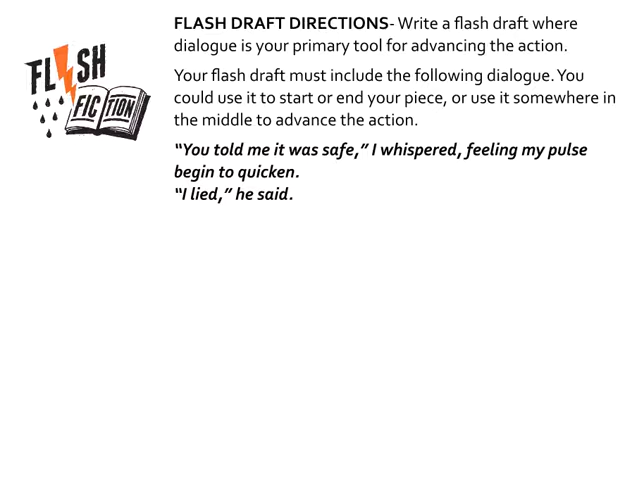 FLASH
FICTION
FLASH DRAFT DIRECTIONS- Write a flash draft where
dialogue is your primary tool for advancing the action.
Your flash draft must include the following dialogue. You
could use it to start or end your piece, or use it somewhere in
the middle to advance the action.
“You told me it was safe,” I whispered, feeling my pulse
begin to quicken.
“I lied,” he said.